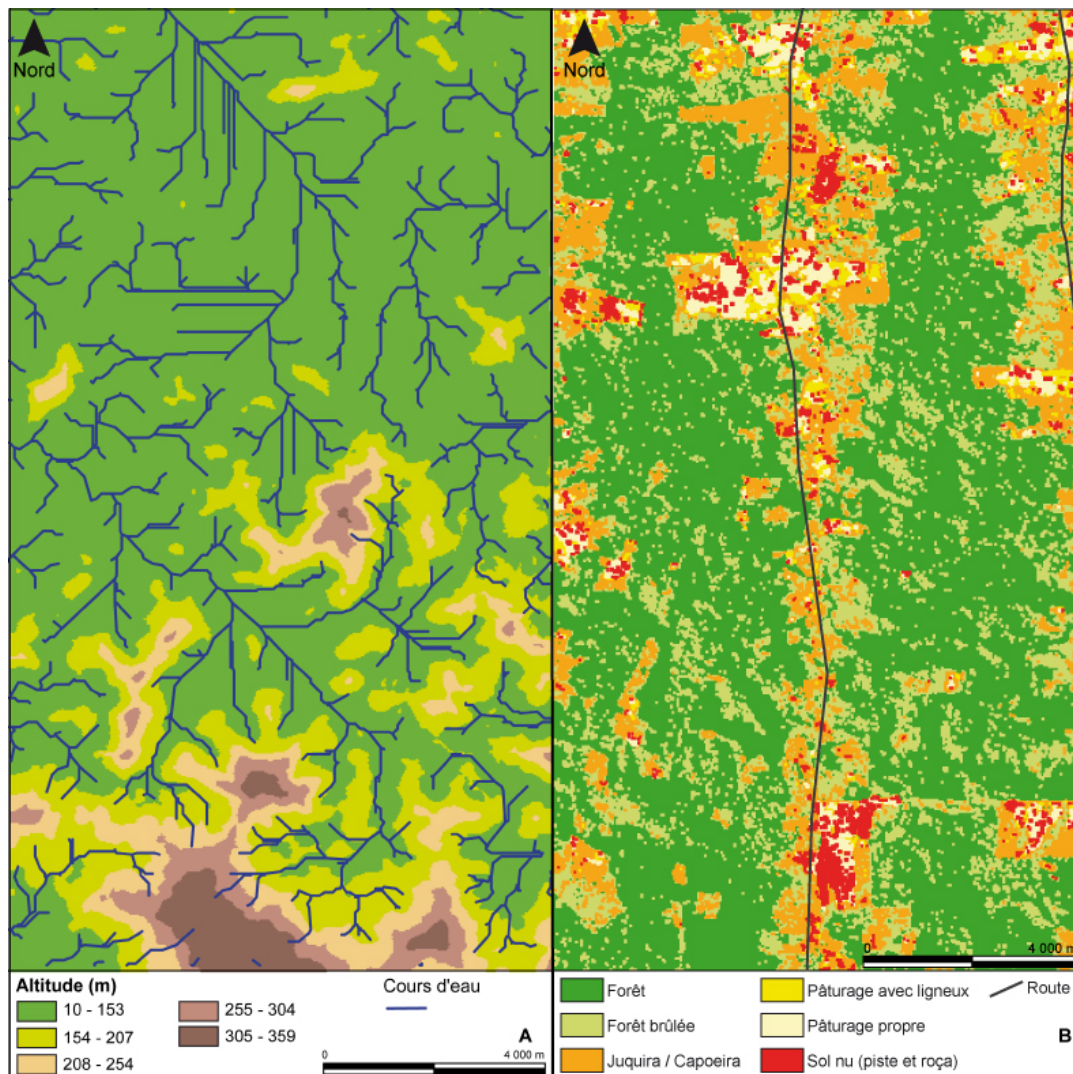 Nord
Nord
0 4 000 m
Altitude (m)
10 - 153
154 - 207
208 - 254
255 - 304
305 - 359
Cours d'eau
A
0 4 000 m
Forêt
Forêt brûlée
Juquira / Capoeira
Pâturage avec ligneux
Pâturage propre
Sol nu (piste et roça)
Route
B